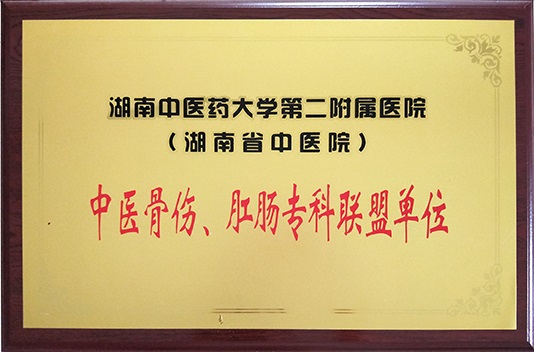 湖南中医药大学第二附属医院
（湖南省中医院）
中医骨伤、肛肠专科联盟单位